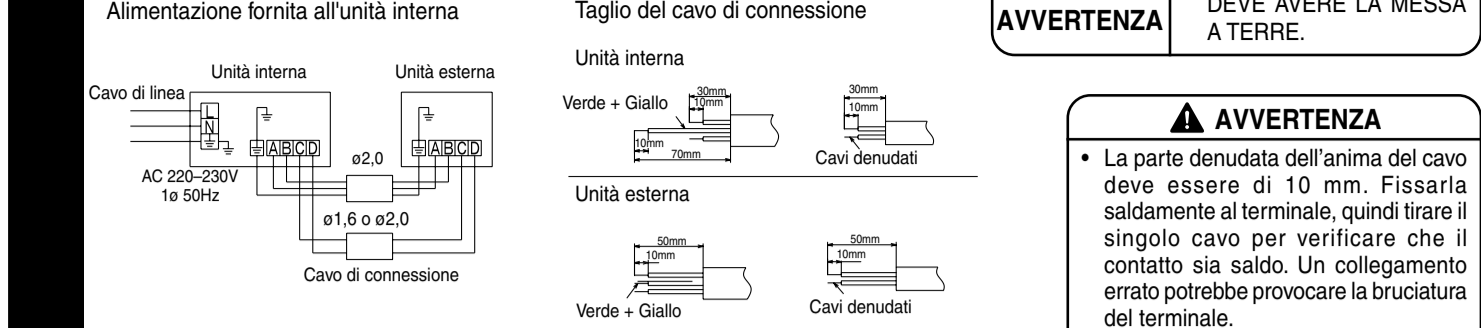 Alimentazione fornita all'unità interna
Unità interna
Unità esterna
Cavo di linea
L
N
A B C D
A B C D
ø2,0
AC 220–230V
1ø 50Hz
ø1,6 o ø2,0
Cavo di connessione
Taglio del cavo di connessione
Unità interna
Verde + Giallo
30mm
10mm
10mm
70mm
30mm
10mm
Cavi denudati
Unità esterna
50mm
10mm
Verde + Giallo
50mm
10mm
Cavi denudati
AVVERTENZA
DEVE AVERE LA MESSA
A TERRE.
AVVERTENZA
• La parte denudata dell'anima del cavo
deve essere di 10 mm. Fissarla
saldamente al terminale, quindi tirare il
singolo cavo per verificare che il
contatto sia saldo. Un collegamento
errato potrebbe provocare la bruciatura
del terminale.